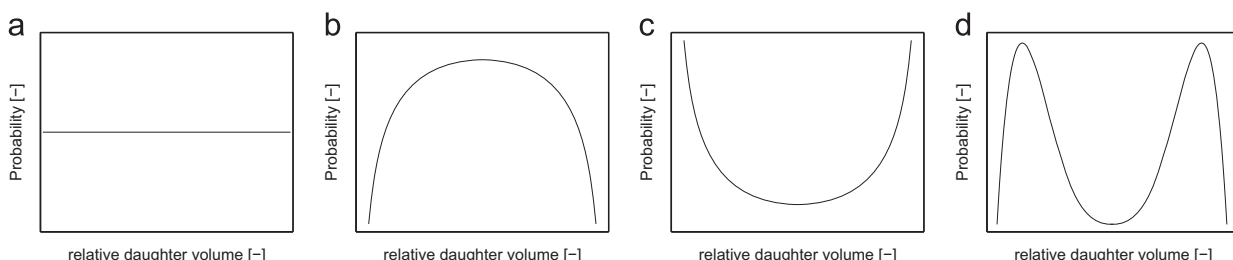 a
Probability [−]
relative daughter volume [−]
b
Probability [−]
relative daughter volume [−]
c
Probability [−]
relative daughter volume [−]
d
Probability [−]
relative daughter volume [−]